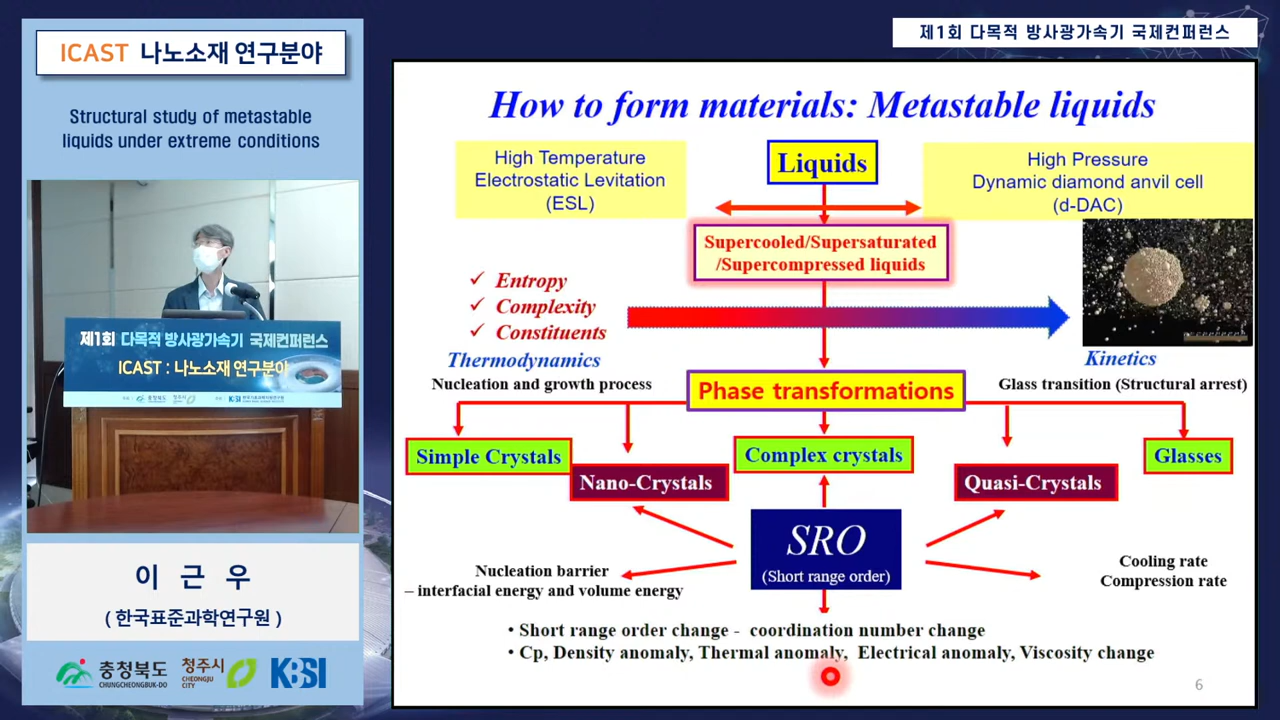 ICAST 나노소재 연구분야
Structural study of metastable
liquids under extreme conditions
제1회 다목적 방사광가속기 국제컨퍼런스
ICAST : 나노소재 연구분야
충청북도
청주시
KBSI
이 근 우
( 한국표준과학연구원 )
충청북도
CHUNGCHEONGBUK-DO
청주시
CHEONGJU
CITY
KBSI
제1회 다목적 방사광가속기 국제컨퍼런스
How to form materials: Metastable liquids
High Temperature
Electrostatic Levitation
(ESL)
Liquids
High Pressure
Dynamic diamond anvil cell
(d-DAC)
Supercooled/Supersaturated
/Supercompressed liquids
✓ Entropy
✓ Complexity
✓ Constituents
Thermodynamics
Kinetics
Nucleation and growth process
Phase transformations
Glass transition (Structural arrest)
Simple Crystals
Nano-Crystals
Complex crystals
Quasi-Crystals
Glasses
SRO
(Short range order)
Nucleation barrier
– interfacial energy and volume energy
Cooling rate
Compression rate
• Short range order change - coordination number change
• Cp, Density anomaly, Thermal anomaly, Electrical anomaly, Viscosity change
6